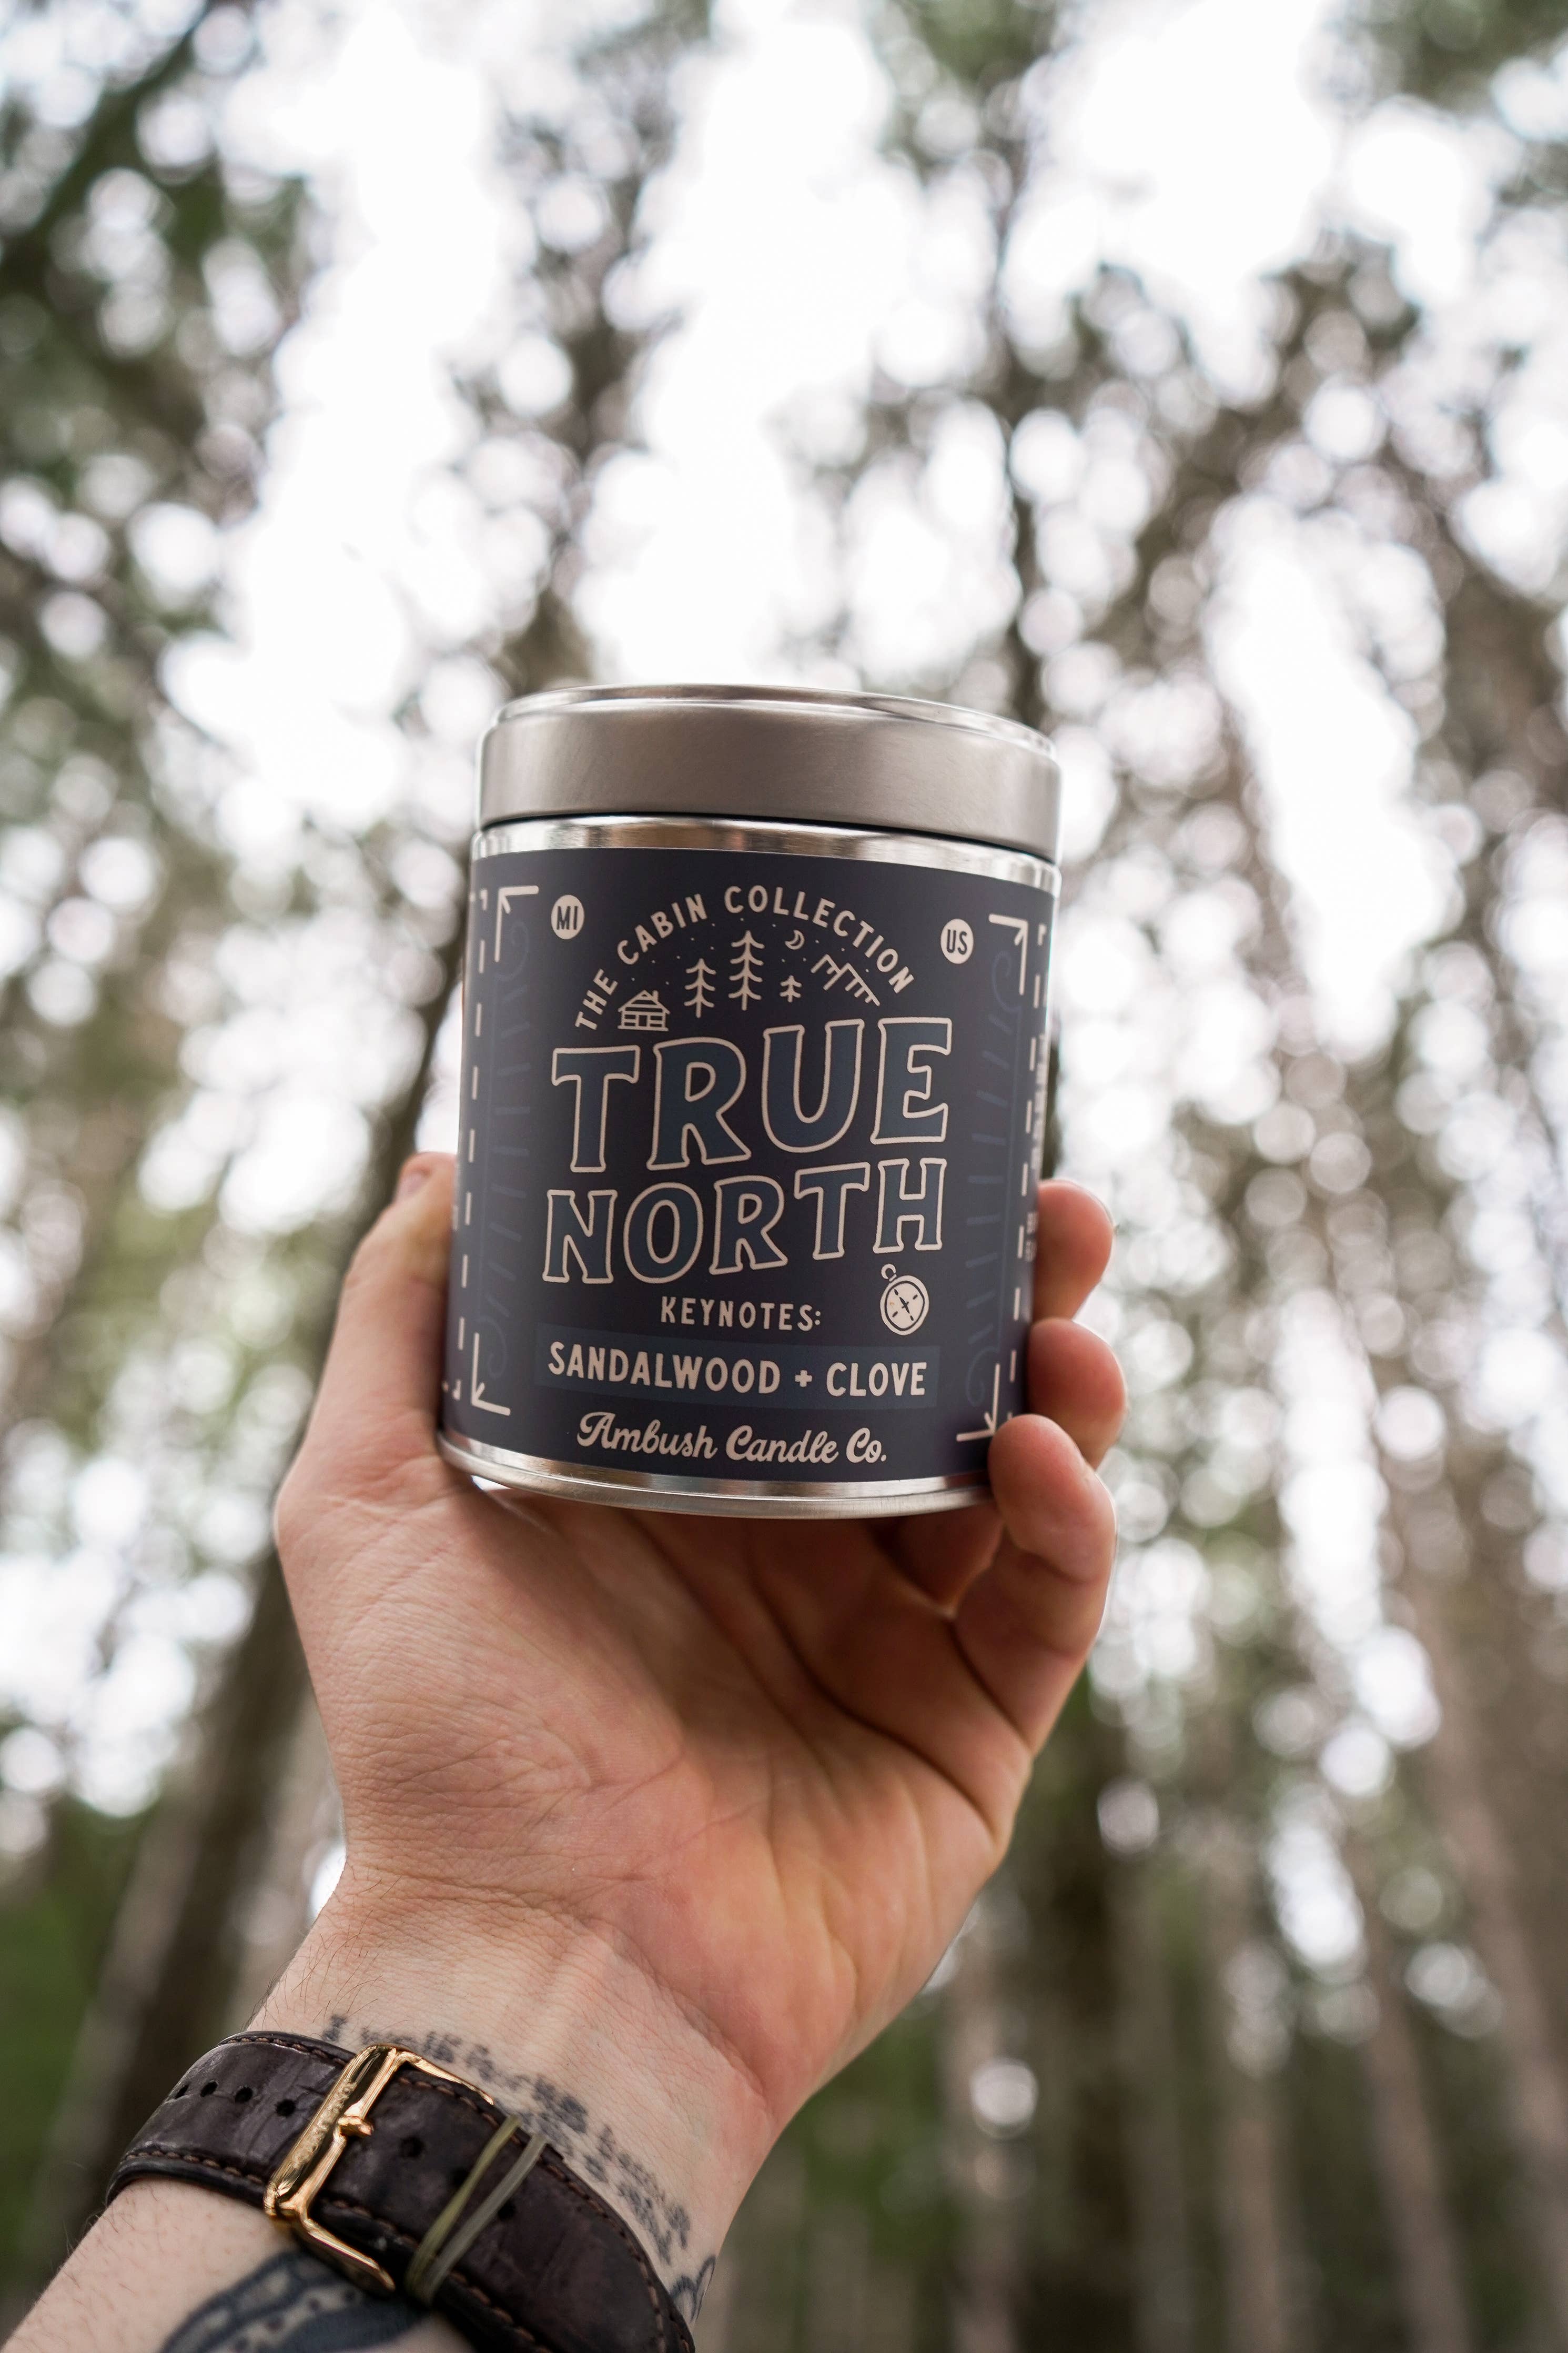 MI
US
THE CABIN COLLECTION
TRUE
NORTH
KEYNOTES:
SANDALWOOD + CLOVE
Ambush Candle Co.